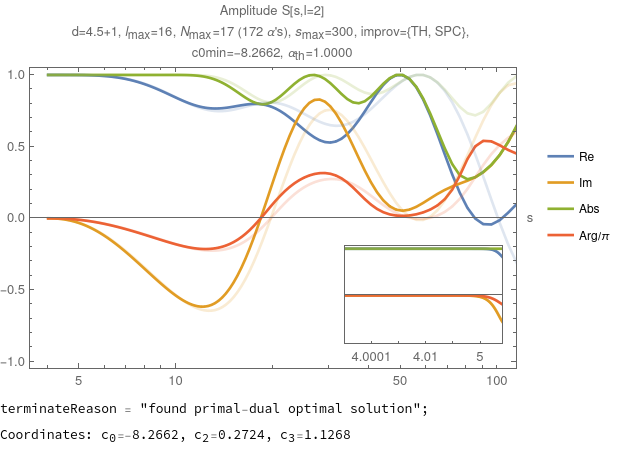 Amplitude S[s,l=2]
d=4.5+1, lmax=16, Nmax=17 (172 α's), smax=300, improv={TH, SPC},
c0min=−8.2662, αth=1.0000
1.0
0.5
0.0
−0.5
−1.0
s
Re
Im
Abs
Arg/π
4.0001 4.01 5
5 10 50 100
terminateReason = "found primal-dual optimal solution";
Coordinates: c0=-8.2662, c2=0.2724, c3=1.1268